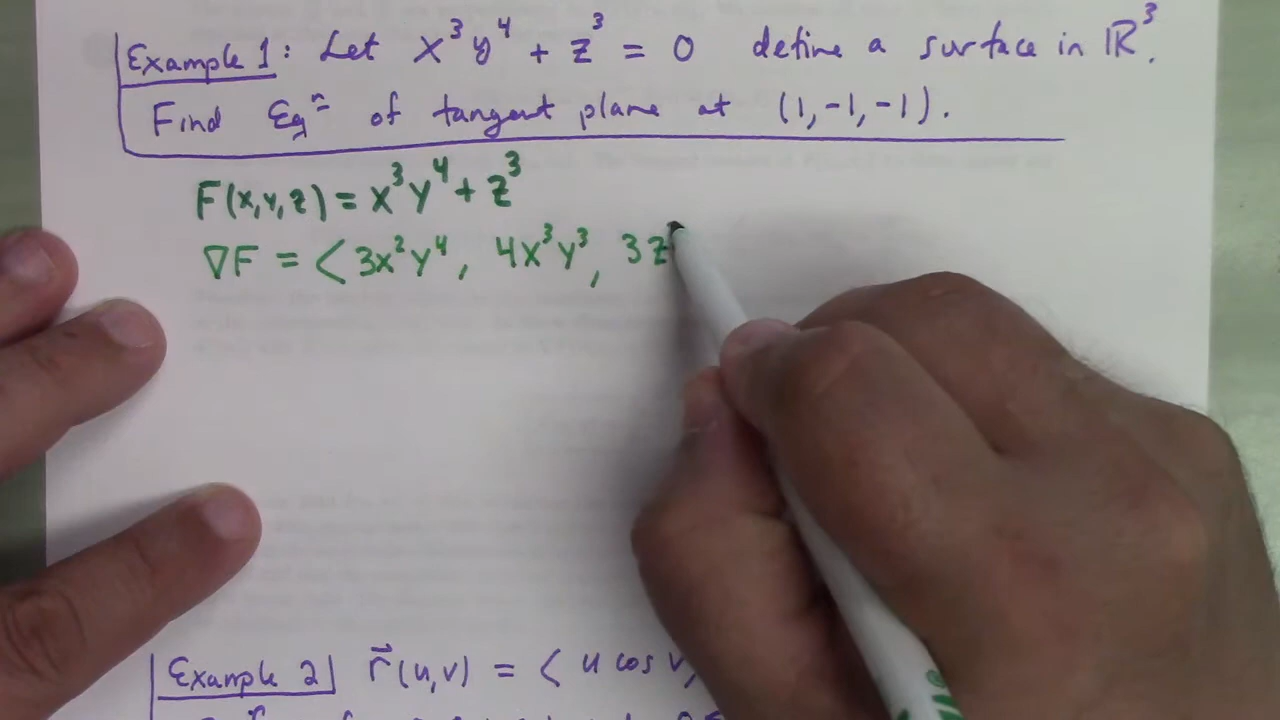 Example 1: Let x³y⁴ + z³ = 0 define a surface in ℝ³.
Find Eqⁿ of tangent plane at (1,-1,-1).
F(x,y,z) = x³y⁴ + z³
∇F = <3x²y⁴, 4x³y³, 3z
Example 2 r⃗(u,v) = < u cos v,